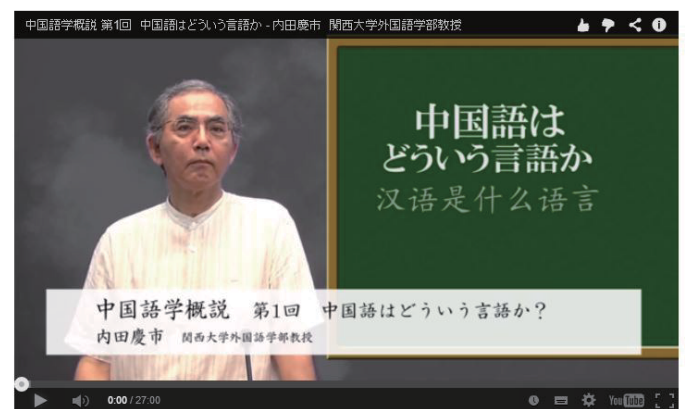 中国語学概説 第1回 中国語はどういう言語か - 内田慶市 関西大学外国語学部教授
中国語は
どういう言語か
汉语是什么语言
中国語学概説 第1回 中国語はどういう言語か？
内田慶市 関西大学外国語学部教授
0:00 / 27:00
YouTube